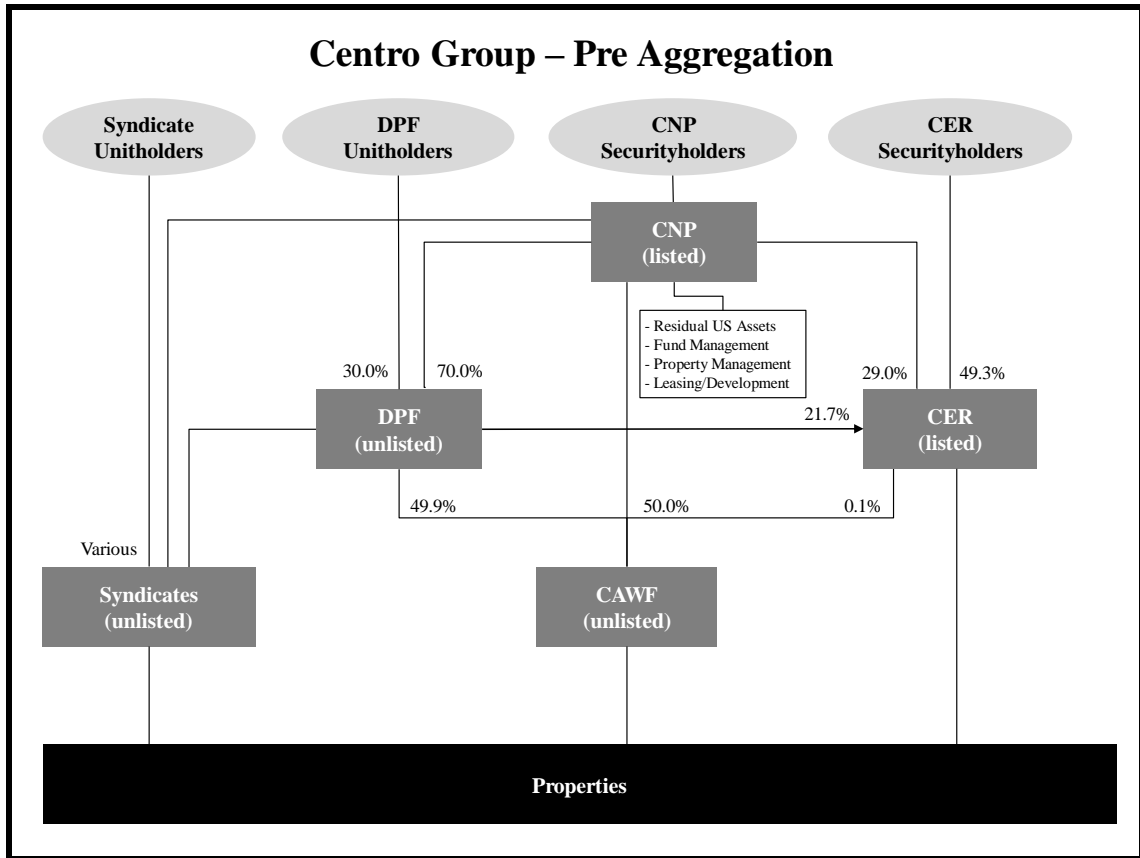 Centro Group – Pre Aggregation
Syndicate
Unitholders
DPF
Unitholders
CNP
Securityholders
CER
Securityholders
CNP
(listed)
- Residual US Assets
- Fund Management
- Property Management
- Leasing/Development
30.0%
70.0%
29.0%
49.3%
DPF
(unlisted)
21.7%
CER
(listed)
49.9%
50.0%
0.1%
Various
Syndicates
(unlisted)
CAWF
(unlisted)
Properties